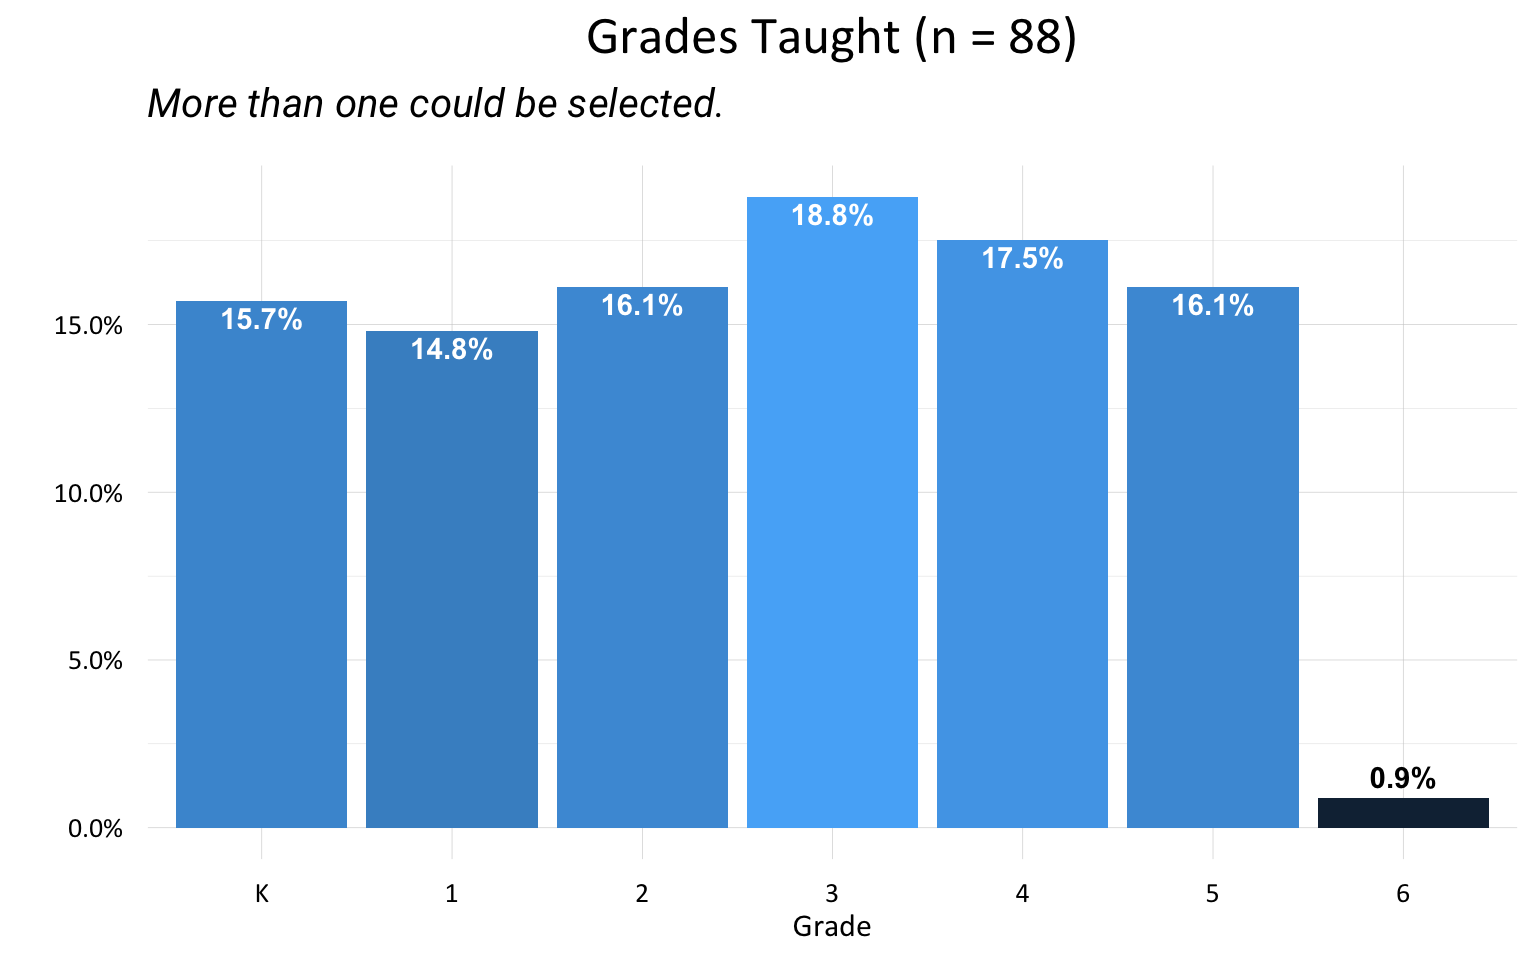 Grades Taught (n = 88)
More than one could be selected.
18.8%
17.5%
16.1%
16.1%
15.7%
14.8%
0.9%
15.0%
10.0%
5.0%
0.0%
K 1 2 3 4 5 6
Grade